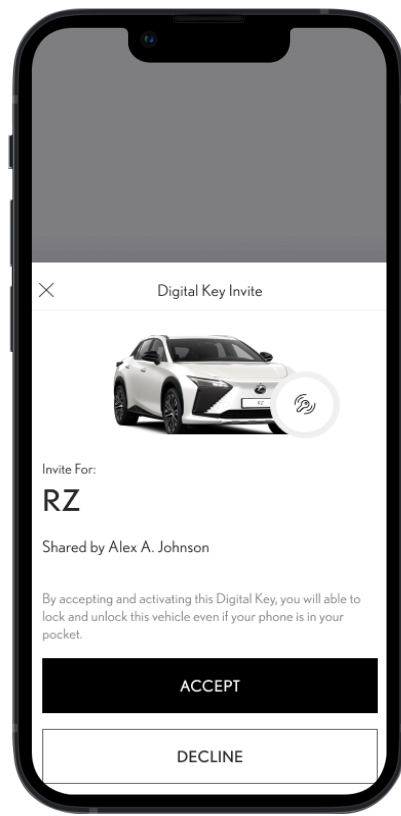 Digital Key Invite
RZ
Invite For:
RZ
Shared by Alex A. Johnson
By accepting and activating this Digital Key, you will able to
lock and unlock this vehicle even if your phone is in your
pocket.
ACCEPT
DECLINE